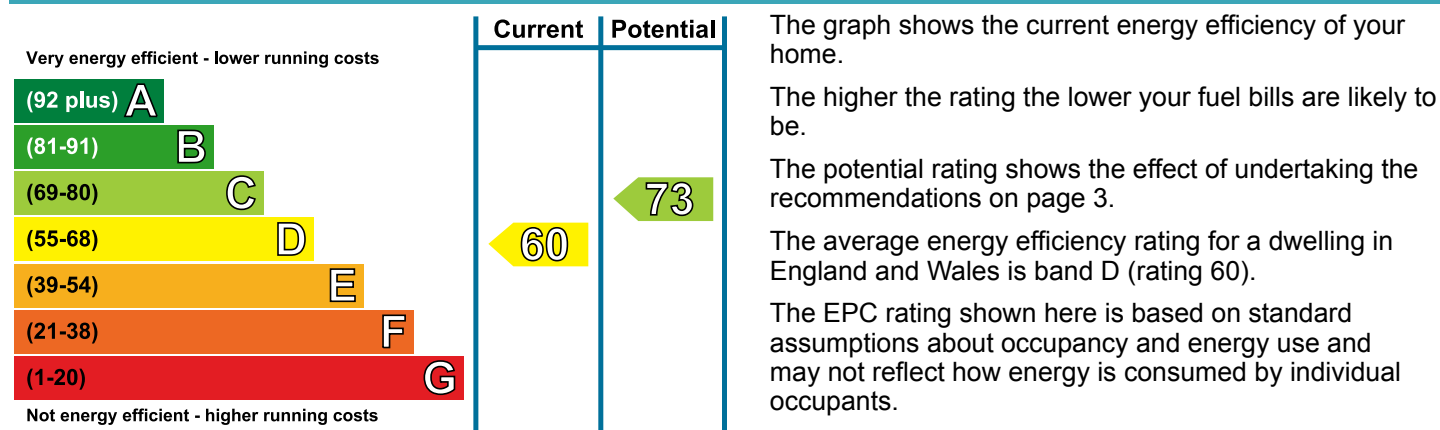 Current Potential
Very energy efficient - lower running costs
(92 plus) A
(81-91) B
(69-80) C
(55-68) D
(39-54) E
(21-38) F
(1-20) G
Not energy efficient - higher running costs
60
73
The graph shows the current energy efficiency of your
home.
The higher the rating the lower your fuel bills are likely to
be.
The potential rating shows the effect of undertaking the
recommendations on page 3.
The average energy efficiency rating for a dwelling in
England and Wales is band D (rating 60).
The EPC rating shown here is based on standard
assumptions about occupancy and energy use and
may not reflect how energy is consumed by individual
occupants.